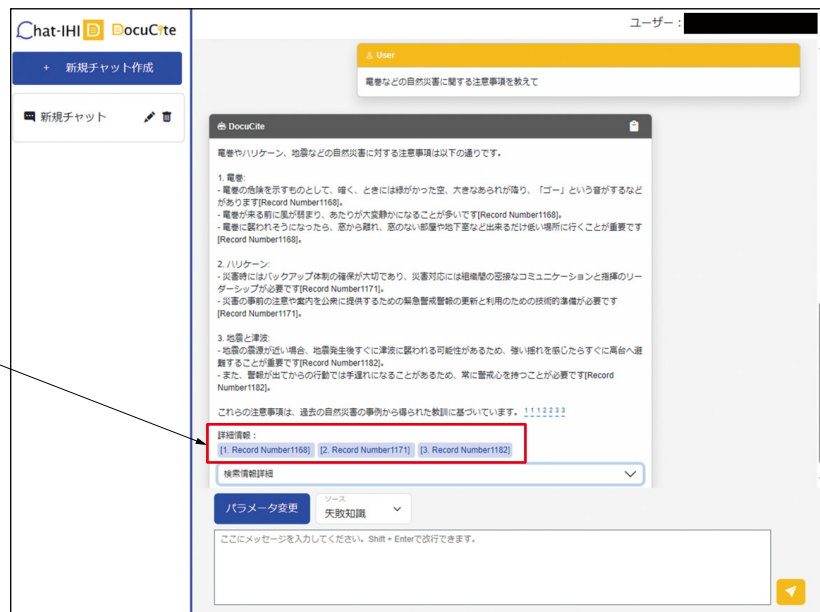 Chat-IHI DocuCite
ユーザー：
+ 新規チャット作成
新規チャット
User
竜巻などの自然災害に関する注意事項を教えて
DocuCite
竜巻やハリケーン、地震などの自然災害に対する注意事項は以下の通りです。
1. 竜巻:
- 竜巻の危険を示すものとして、暗く、ときには緑がかった空、大きなあられが降り、「ゴー」という音がするなど
があります[Record Number1168]。
- 竜巻が来る前に風が弱まり、あたりが大変静かになることが多いです[Record Number1168]。
- 竜巻に襲われそうになったら、窓から離れ、窓のない部屋や地下室など出来るだけ低い場所に行くことが重要です
[Record Number1168]。
2. ハリケーン:
- 災害時にはバックアップ体制の確保が大切であり、災害対応には組織間の密接なコミュニケーションと指揮のリー
ダーシップが必要です[Record Number1171]。
- 災害の事前の注意や案内を公衆に提供するための緊急警戒警報の更新と利用のための技術的準備が必要です
[Record Number1171]。
3. 地震と津波:
- 地震の震源が近い場合、地震発生後すぐに津波に襲われる可能性があるため、強い揺れを感じたらすぐに高台へ避
難することが重要です[Record Number1182]。
- また、警報が出てからの行動では手遅れになることがあるため、常に警戒心を持つことが必要です[Record
Number1182]。
これらの注意事項は、過去の自然災害の事例から得られた教訓に基づいています。 1 1 1 2 2 3 3
詳細情報：
[1. Record Number1168] [2. Record Number1171] [3. Record Number1182]
検索情報詳細
パラメータ変更
ソース
失敗知識
ここにメッセージを入力してください。Shift + Enterで改行できます。